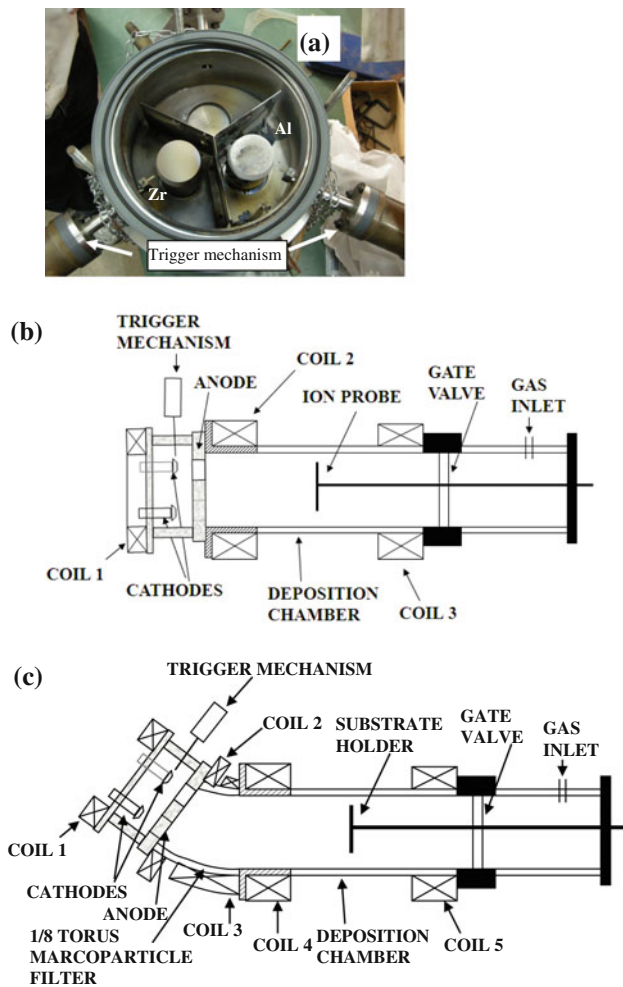 (a)
Al
Zr
Trigger mechanism
(b)
TRIGGER
MECHANISM
COIL 2
ANODE
ION PROBE
GATE
VALVE
GAS
INLET
COIL 1
CATHODES
DEPOSITION
CHAMBER
COIL 3
(c)
TRIGGER MECHANISM
COIL 2
SUBSTRATE
HOLDER
GATE
VALVE
GAS
INLET
COIL 1
CATHODES
ANODE
1/8 TORUS
MARCOPARTICLE
FILTER
COIL 3
COIL 4
DEPOSITION
CHAMBER
COIL 5